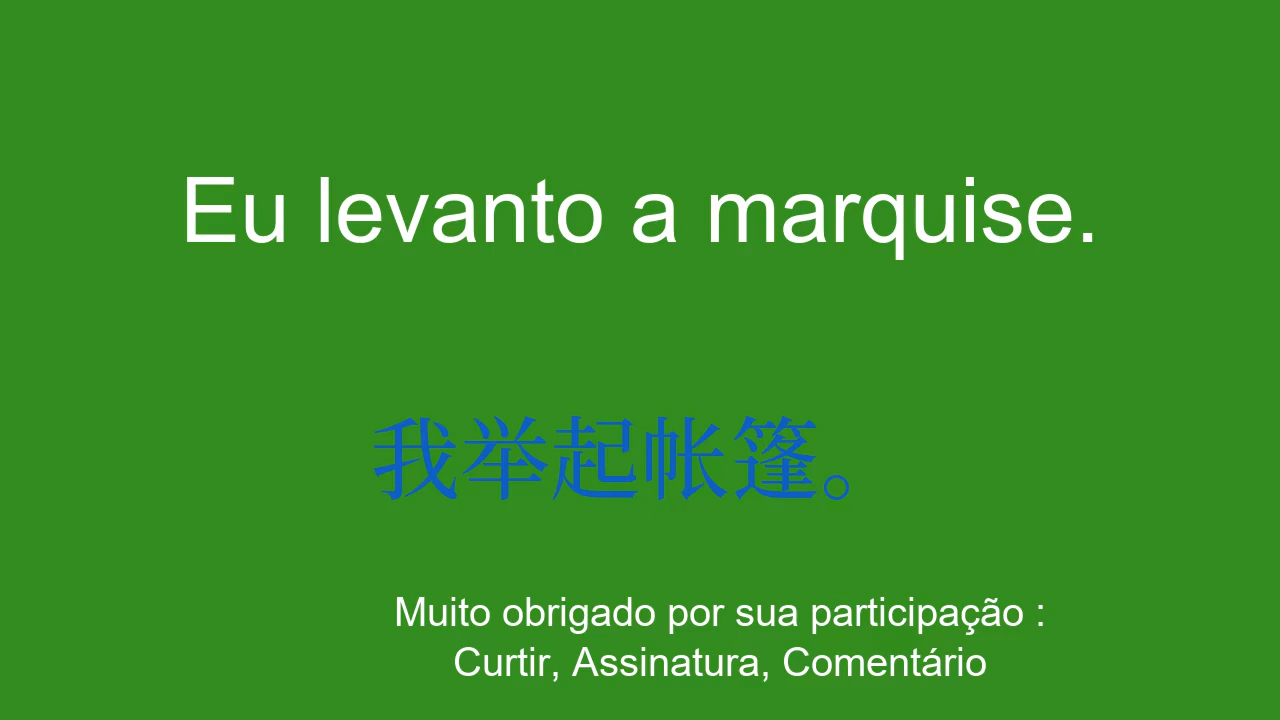 Eu levanto a marquise.
我举起帐篷。
Muito obrigado por sua participação :
Curtir, Assinatura, Comentário